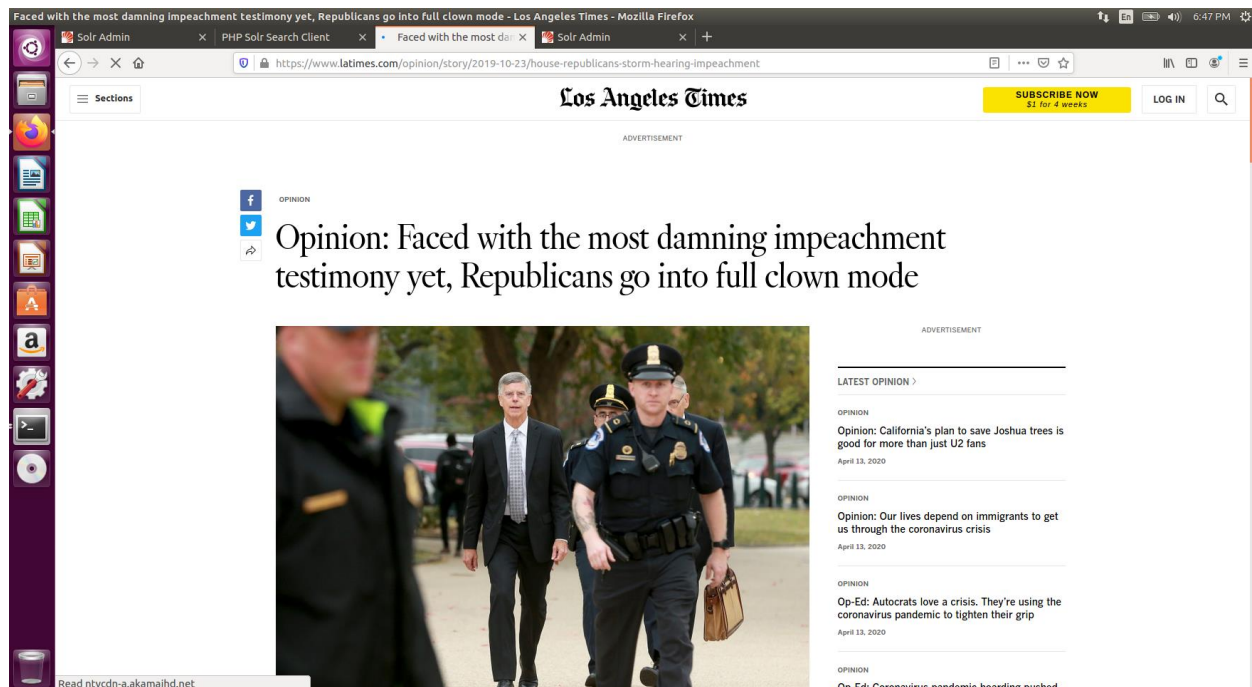 Faced with the most damning impeachment testimony yet, Republicans go into full clown mode - Los Angeles Times - Mozilla Firefox
En
6:47 PM
Solr Admin
PHP Solr Search Client
Faced with the most dam
Solr Admin
https://www.latimes.com/opinion/story/2019-10-23/house-republicans-storm-hearing-impeachment
Sections
Los Angeles Times
SUBSCRIBE NOW
$1 for 4 weeks
LOG IN
ADVERTISEMENT
OPINION
Opinion: Faced with the most damning impeachment
testimony yet, Republicans go into full clown mode
ADVERTISEMENT
LATEST OPINION >
OPINION
Opinion: California's plan to save Joshua trees is
good for more than just U2 fans
April 13, 2020
OPINION
Opinion: Our lives depend on immigrants to get
us through the coronavirus crisis
April 13, 2020
OPINION
Op-Ed: Autocrats love a crisis. They're using the
coronavirus pandemic to tighten their grip
April 13, 2020
OPINION
Op-Ed: Coronavirus pandemic hoarding pushed
Read ntvcdn-a.akamaihd.net